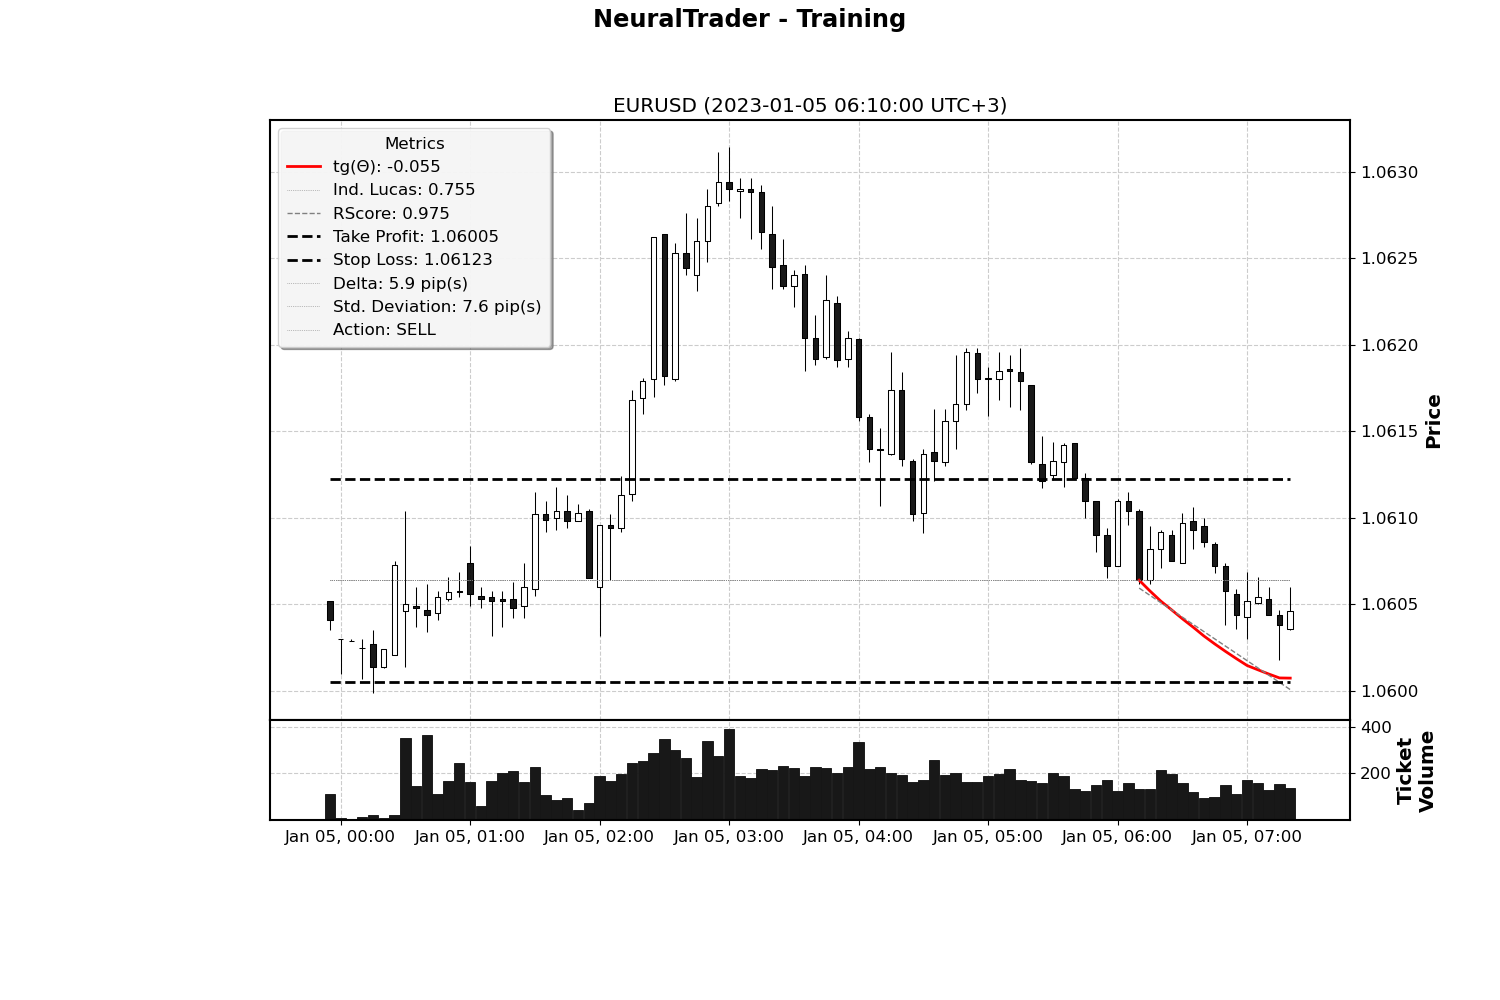 NeuralTrader - Training
EURUSD (2023-01-05 06:10:00 UTC+3)
Metrics
tg(Θ): -0.055
Ind. Lucas: 0.755
RScore: 0.975
Take Profit: 1.06005
Stop Loss: 1.06123
Delta: 5.9 pip(s)
Std. Deviation: 7.6 pip(s)
Action: SELL
1.0630
1.0625
1.0620
1.0615
1.0610
1.0605
1.0600
Price
400
200
Ticket
Volume
Jan 05, 00:00
Jan 05, 01:00
Jan 05, 02:00
Jan 05, 03:00
Jan 05, 04:00
Jan 05, 05:00
Jan 05, 06:00
Jan 05, 07:00